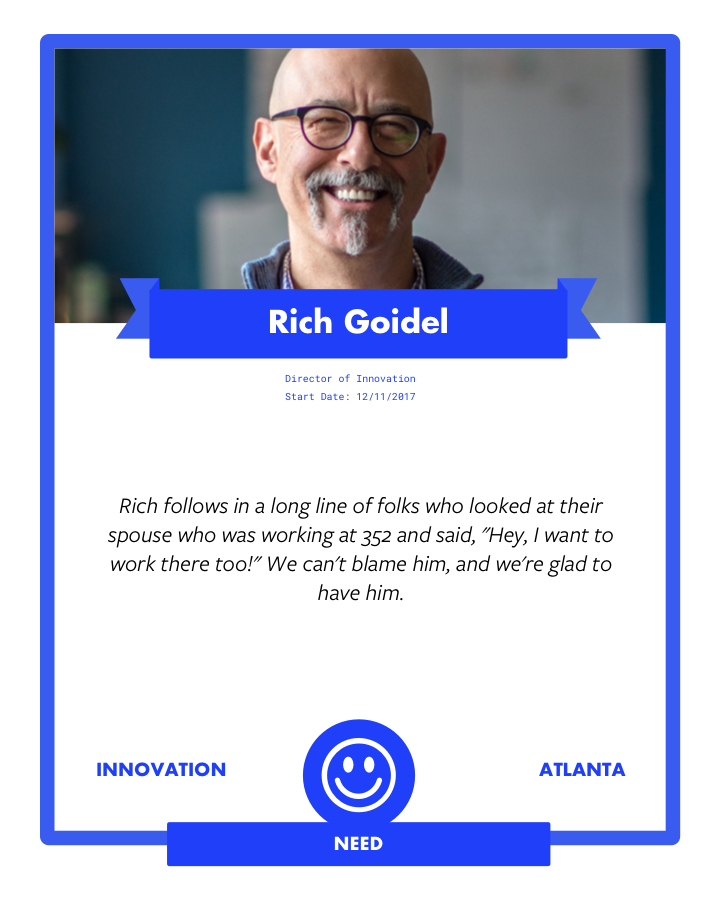 Rich Goidel
Director of Innovation
Start Date: 12/11/2017
Rich follows in a long line of folks who looked at their
spouse who was working at 352 and said, "Hey, I want to
work there too!" We can't blame him, and we're glad to
have him.
INNOVATION
ATLANTA
NEED